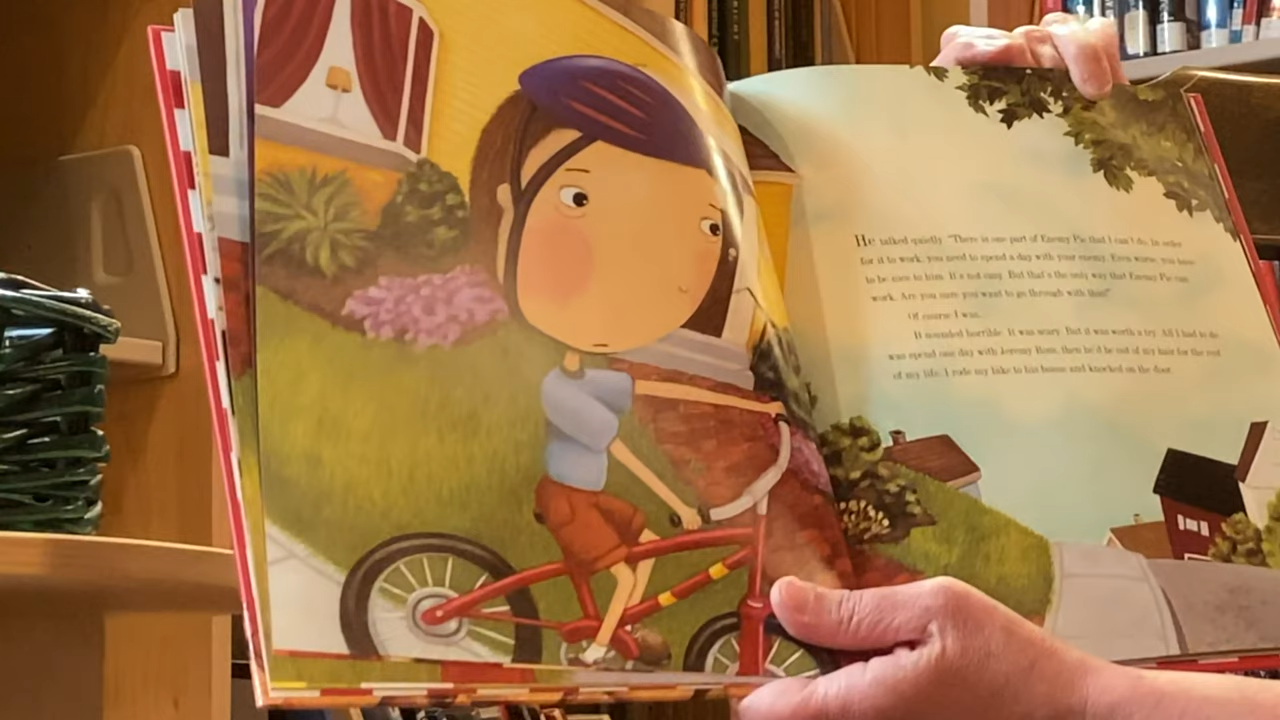 He talked quietly. "There is one part of Enemy Pie that I can't do. In order
for it to work, you need to spend a day with your enemy. Even worse, you have
to be nice to him. It's not easy. But that's the only way that Enemy Pie can
work. Are you sure you want to go through with this?"
Of course I was.
It sounded horrible. It was scary. But it was worth a try. All I had to do
was spend one day with Jeremy Ross, then he'd be out of my hair for the rest
of my life. I rode my bike to his house and knocked on the door.